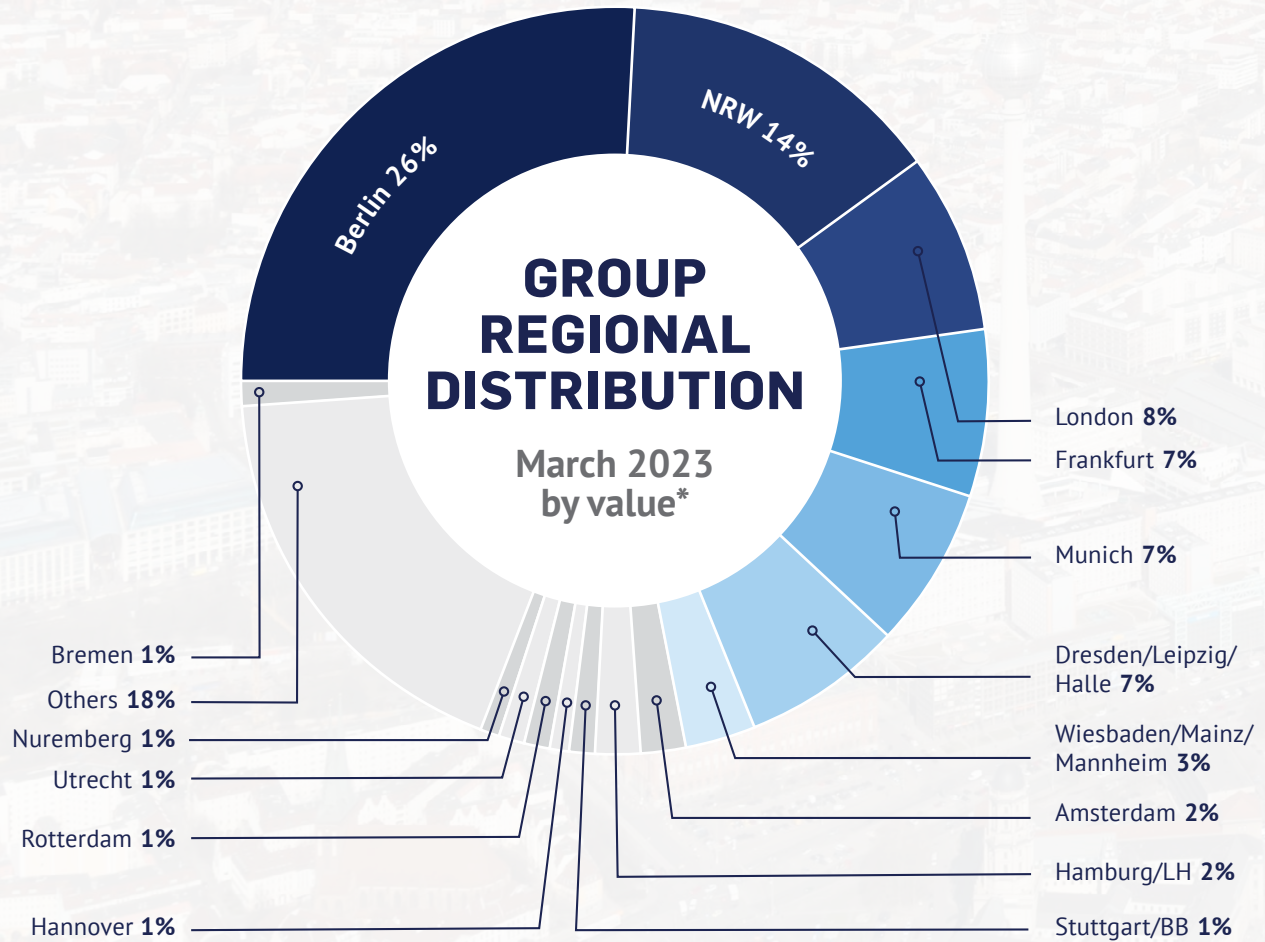 Berlin 26%
NRW 14%
GROUP
REGIONAL
DISTRIBUTION
March 2023
by value*
London 8%
Frankfurt 7%
Munich 7%
Dresden/Leipzig/
Halle 7%
Wiesbaden/Mainz/
Mannheim 3%
Amsterdam 2%
Hamburg/LH 2%
Stuttgart/BB 1%
Bremen 1%
Others 18%
Nuremberg 1%
Utrecht 1%
Rotterdam 1%
Hannover 1%